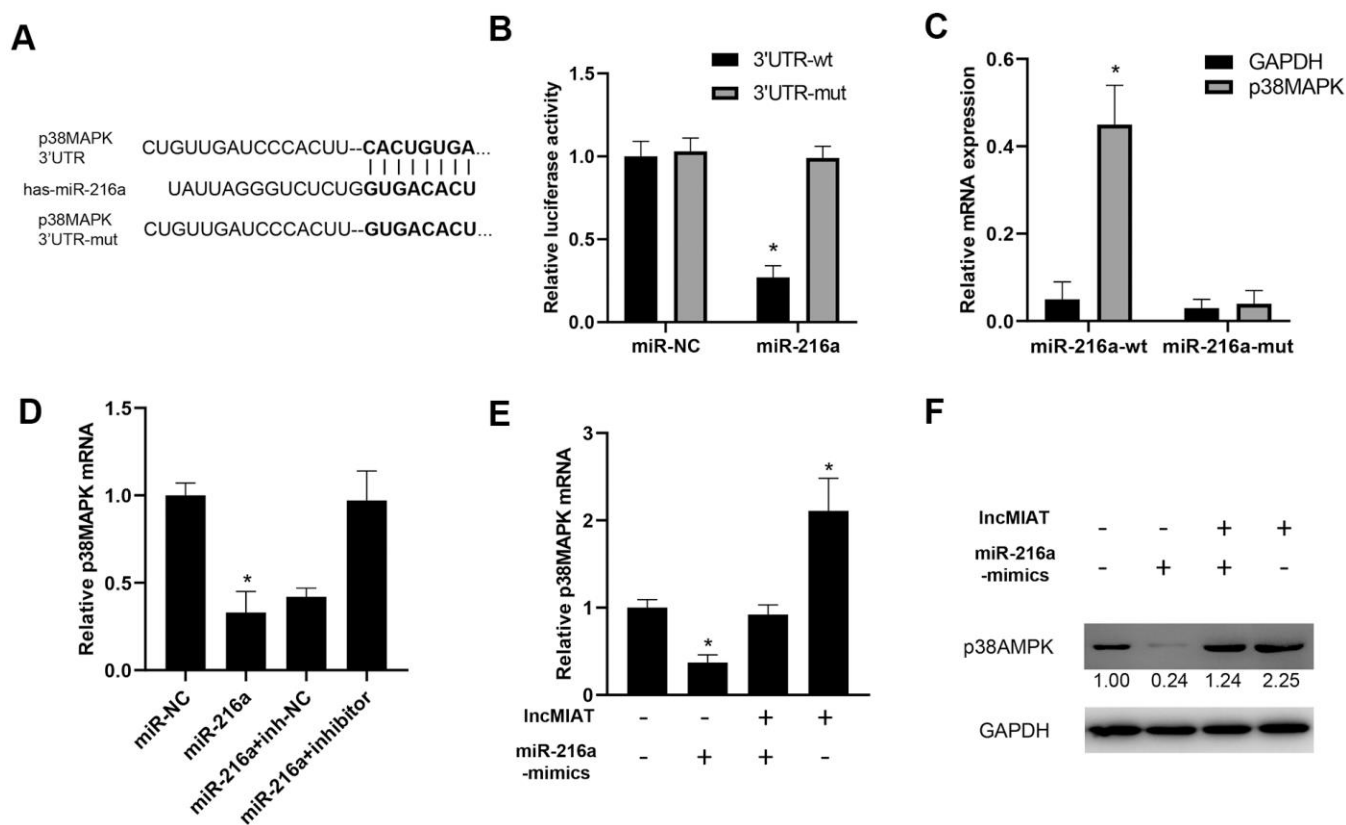 A
p38MAPK
3'UTR
CUGUUGAUCCCACUU--CACUGUGA...
has-miR-216a
UAUUAGGGUCUCUGGUGACACU
p38MAPK
3'UTR-mut
CUGUUGAUCCCACUU--GUGACACU...
B
3'UTR-wt
3'UTR-mut
Relative luciferase activity
1.5
1.0
0.5
0.0
*
miR-NC
miR-216a
C
GAPDH
p38MAPK
Relative mRNA expression
0.6
0.4
0.2
0.0
*
miR-216a-wt
miR-216a-mut
D
Relative p38MAPK mRNA
1.5
1.0
0.5
0.0
*
miR-NC
miR-216a
miR-216a+inh-NC
miR-216a+inhibitor
E
Relative p38MAPK mRNA
3
2
1
0
*
*
lncMIAT - - + +
miR-216a
-mimics
- + + -
F
lncMIAT - - + +
miR-216a
-mimics
- + + -
p38AMPK
1.00 0.24 1.24 2.25
GAPDH